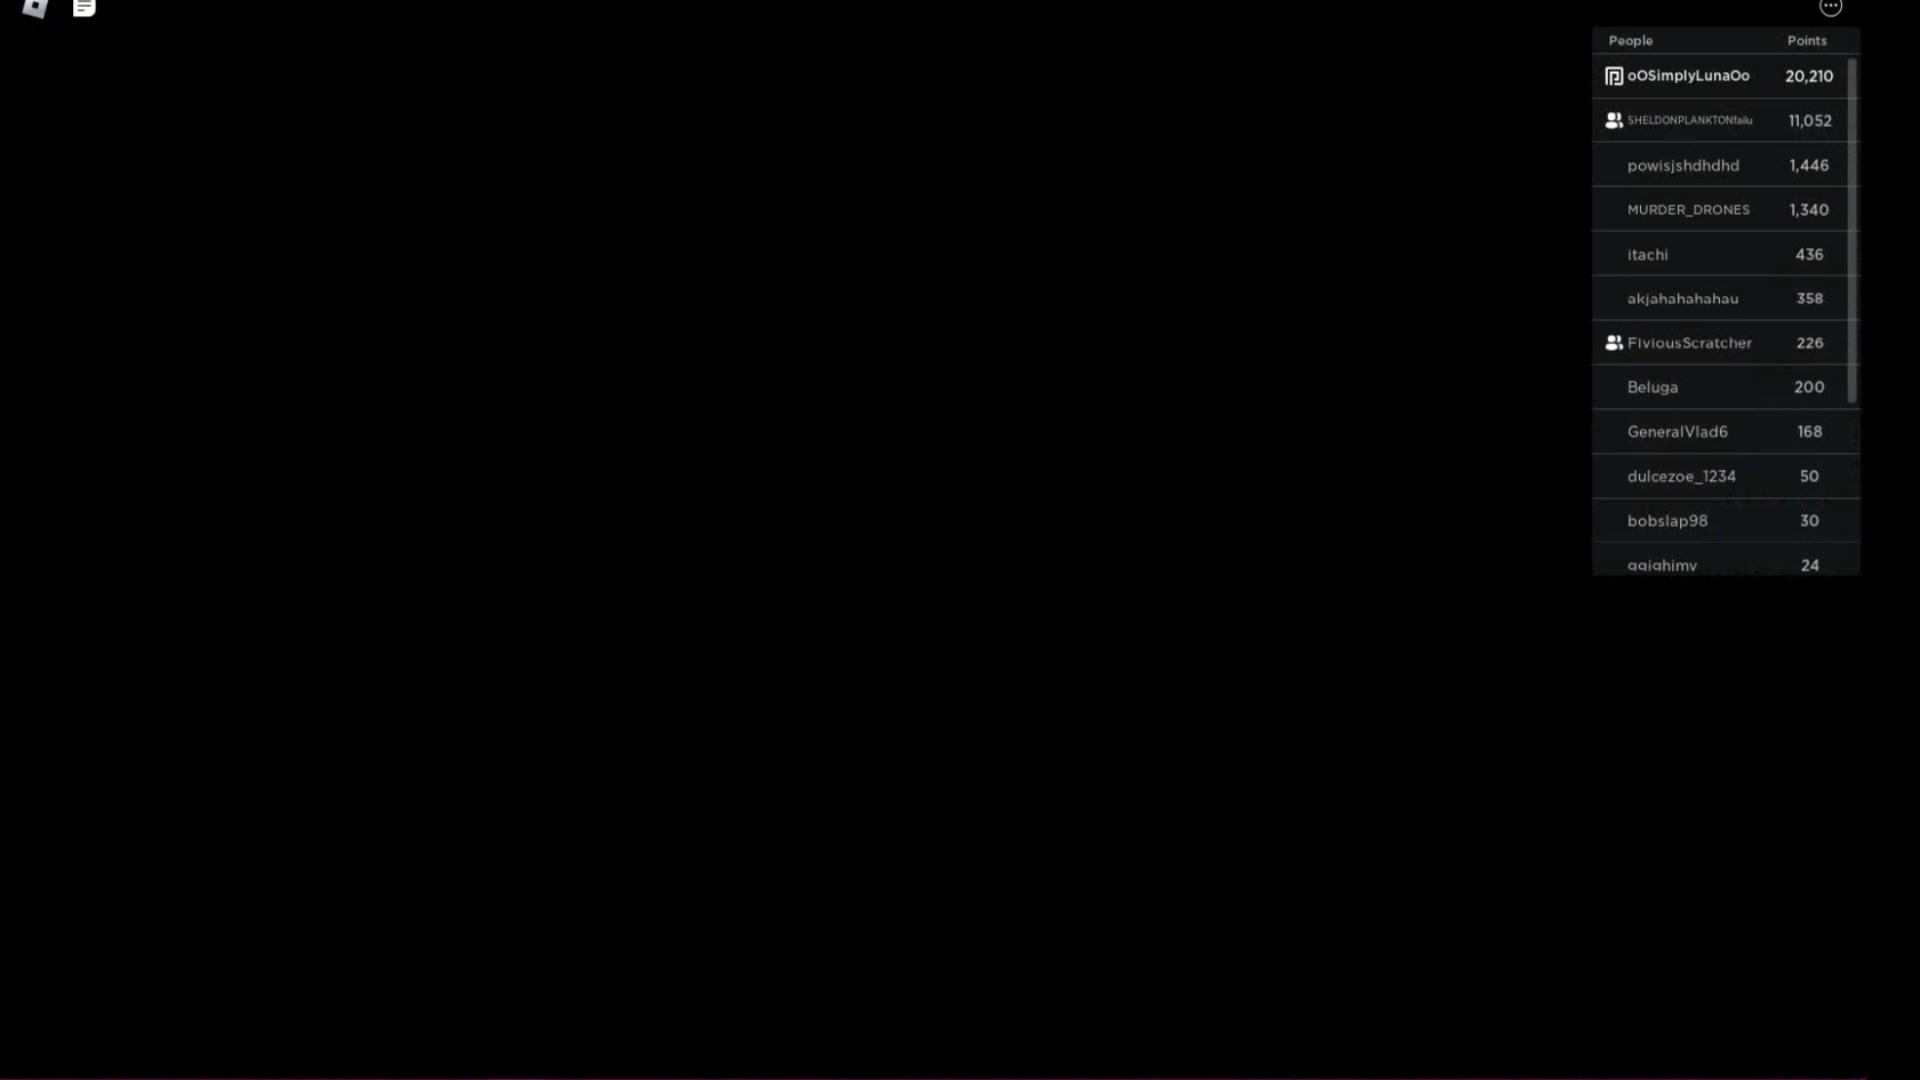 People Points
oOSimplyLunaOo 20,210
SHELDONPLANKTONfailu 11,052
powisjshdhdhd 1,446
MURDER_DRONES 1,340
itachi 436
akjahahahahau 358
FiviousScratcher 226
Beluga 200
GeneralVlad6 168
dulcezoe_1234 50
bobslap98 30
24